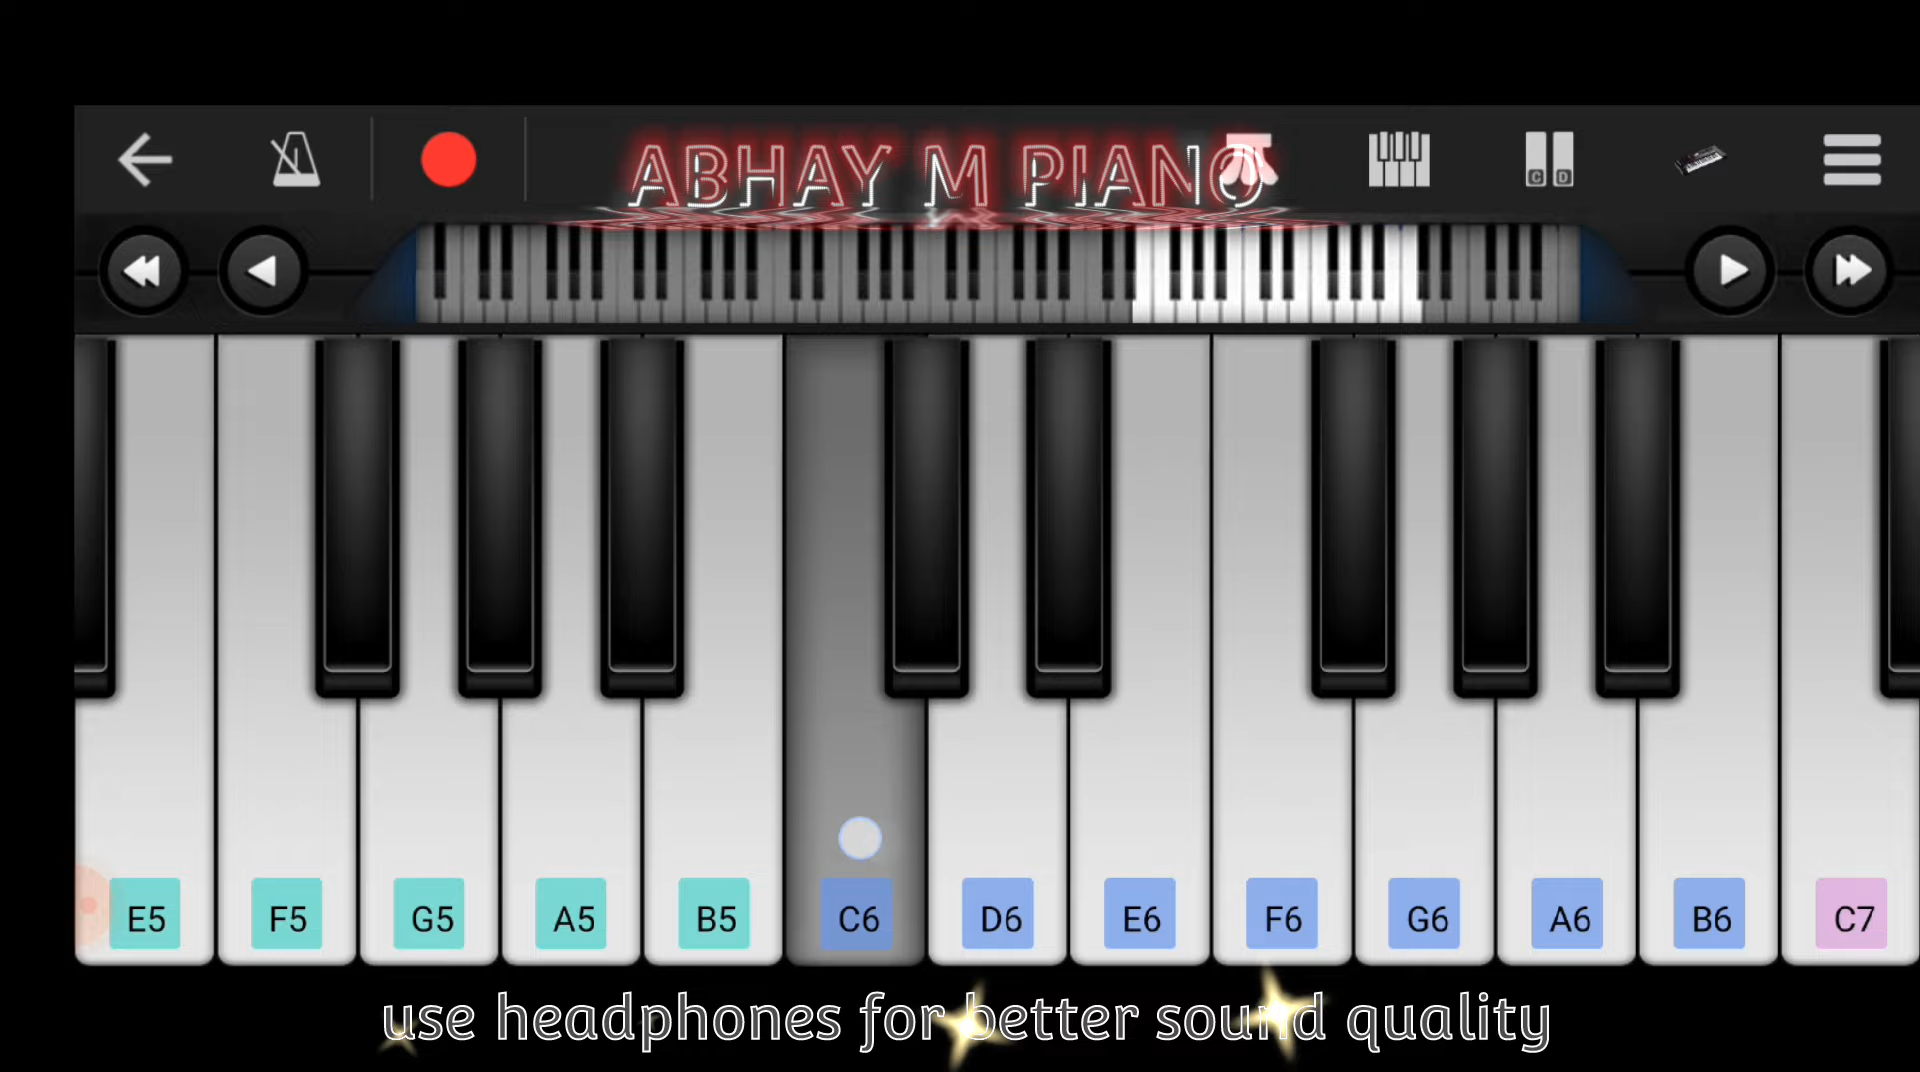 ABHAY M PIANO
C D
E5 F5 G5 A5 B5 C6 D6 E6 F6 G6 A6 B6 C7
use headphones for better sound quality